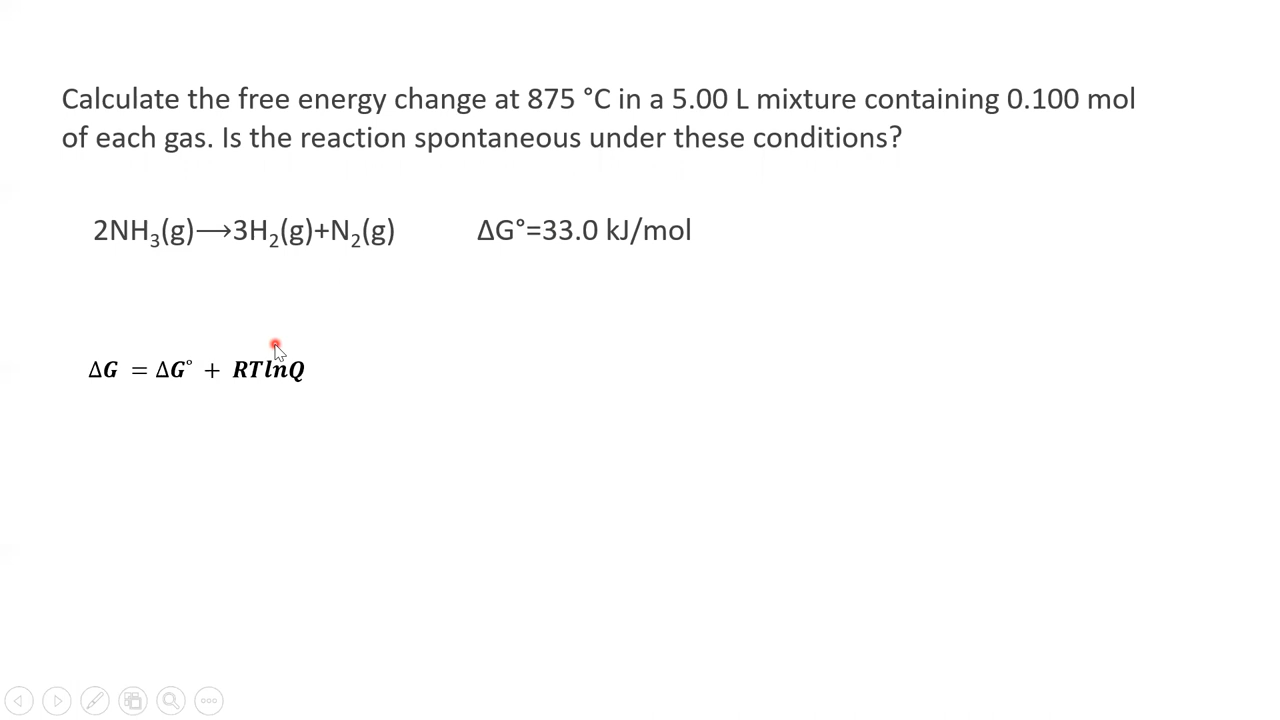 Calculate the free energy change at 875 °C in a 5.00 L mixture containing 0.100 mol
of each gas. Is the reaction spontaneous under these conditions?
2NH₃(g)⟶3H₂(g)+N₂(g) ΔG°=33.0 kJ/mol
ΔG = ΔG° + RTlnQ